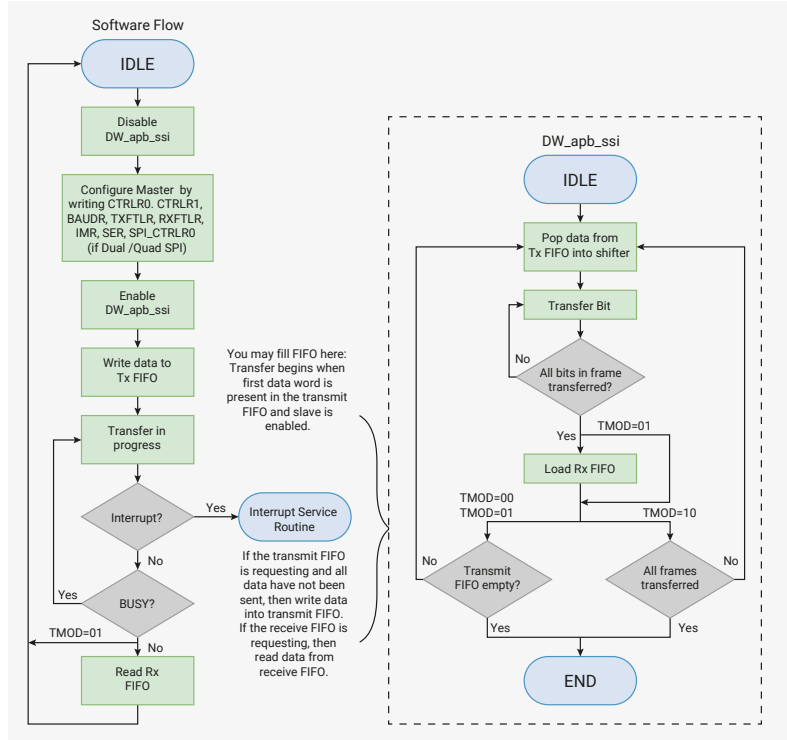 Software Flow
IDLE
Disable
DW_apb_ssi
Configure Master by
writing CTRLR0. CTRLR1,
BAUDR, TXFTLR, RXFTLR,
IMR, SER, SPI_CTRLR0
(if Dual /Quad SPI)
Enable
DW_apb_ssi
Write data to
Tx FIFO
Transfer in
progress
Interrupt?
Yes
Interrupt Service
Routine
No
Yes
BUSY?
TMOD=01
No
Read Rx
FIFO
You may fill FIFO here:
Transfer begins when
first data word is
present in the transmit
FIFO and slave is
enabled.
If the transmit FIFO
is requesting and all
data have not been
sent, then write data
into transmit FIFO.
If the receive FIFO is
requesting, then
read data from
receive FIFO.
DW_apb_ssi
IDLE
Pop data from
Tx FIFO into shifter
Transfer Bit
No
All bits in frame
transferred?
Yes
TMOD=01
Load Rx FIFO
TMOD=00
TMOD=01
TMOD=10
No
Transmit
FIFO empty?
All frames
transferred
No
Yes
Yes
END